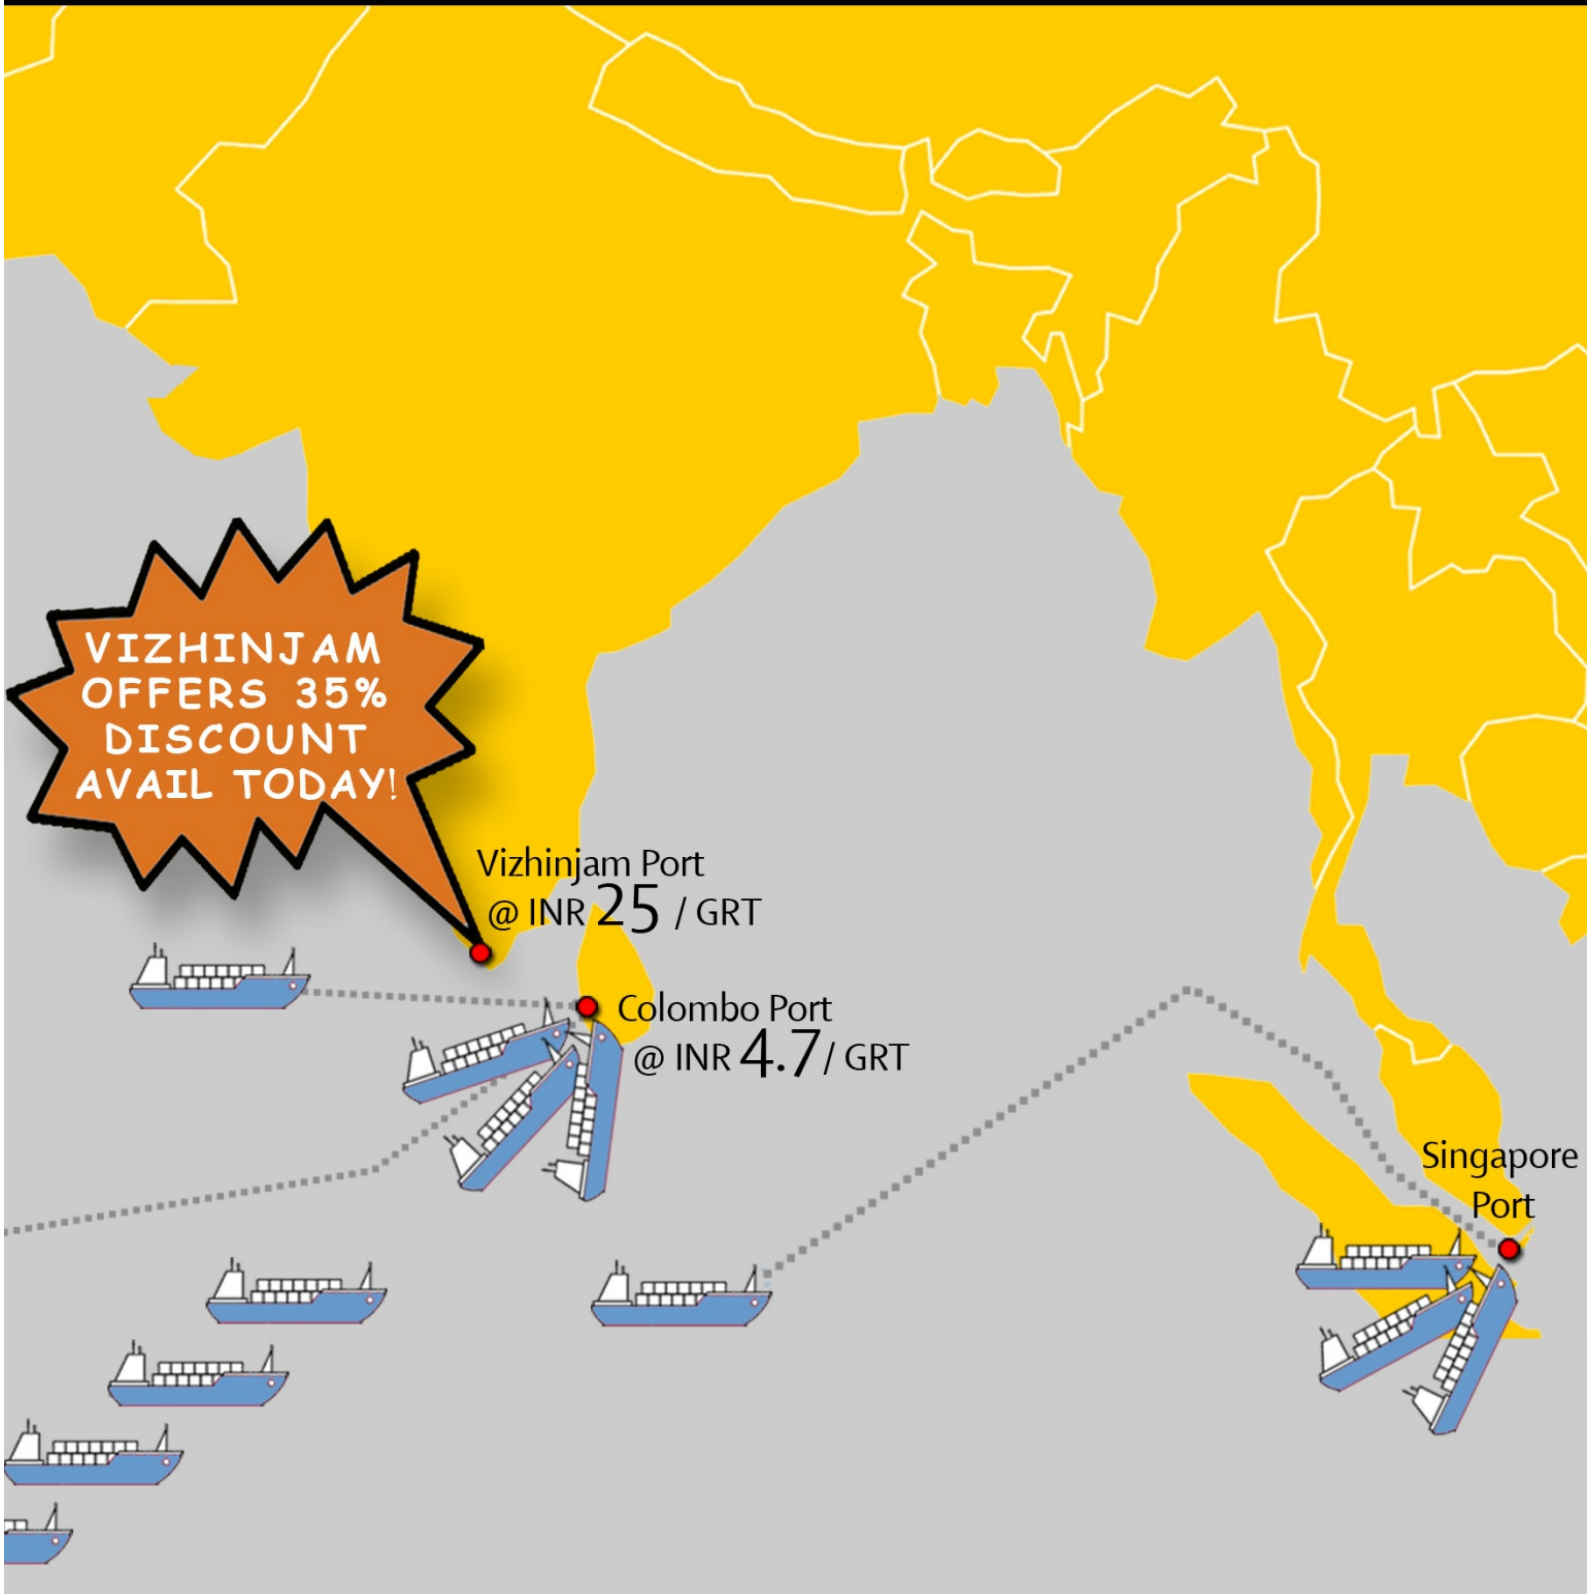 VIZHINJAM
OFFERS 35%
DISCOUNT
AVAIL TODAY!
Vizhinjam Port
@ INR 25 / GRT
Colombo Port
@ INR 4.7/ GRT
Singapore
Port